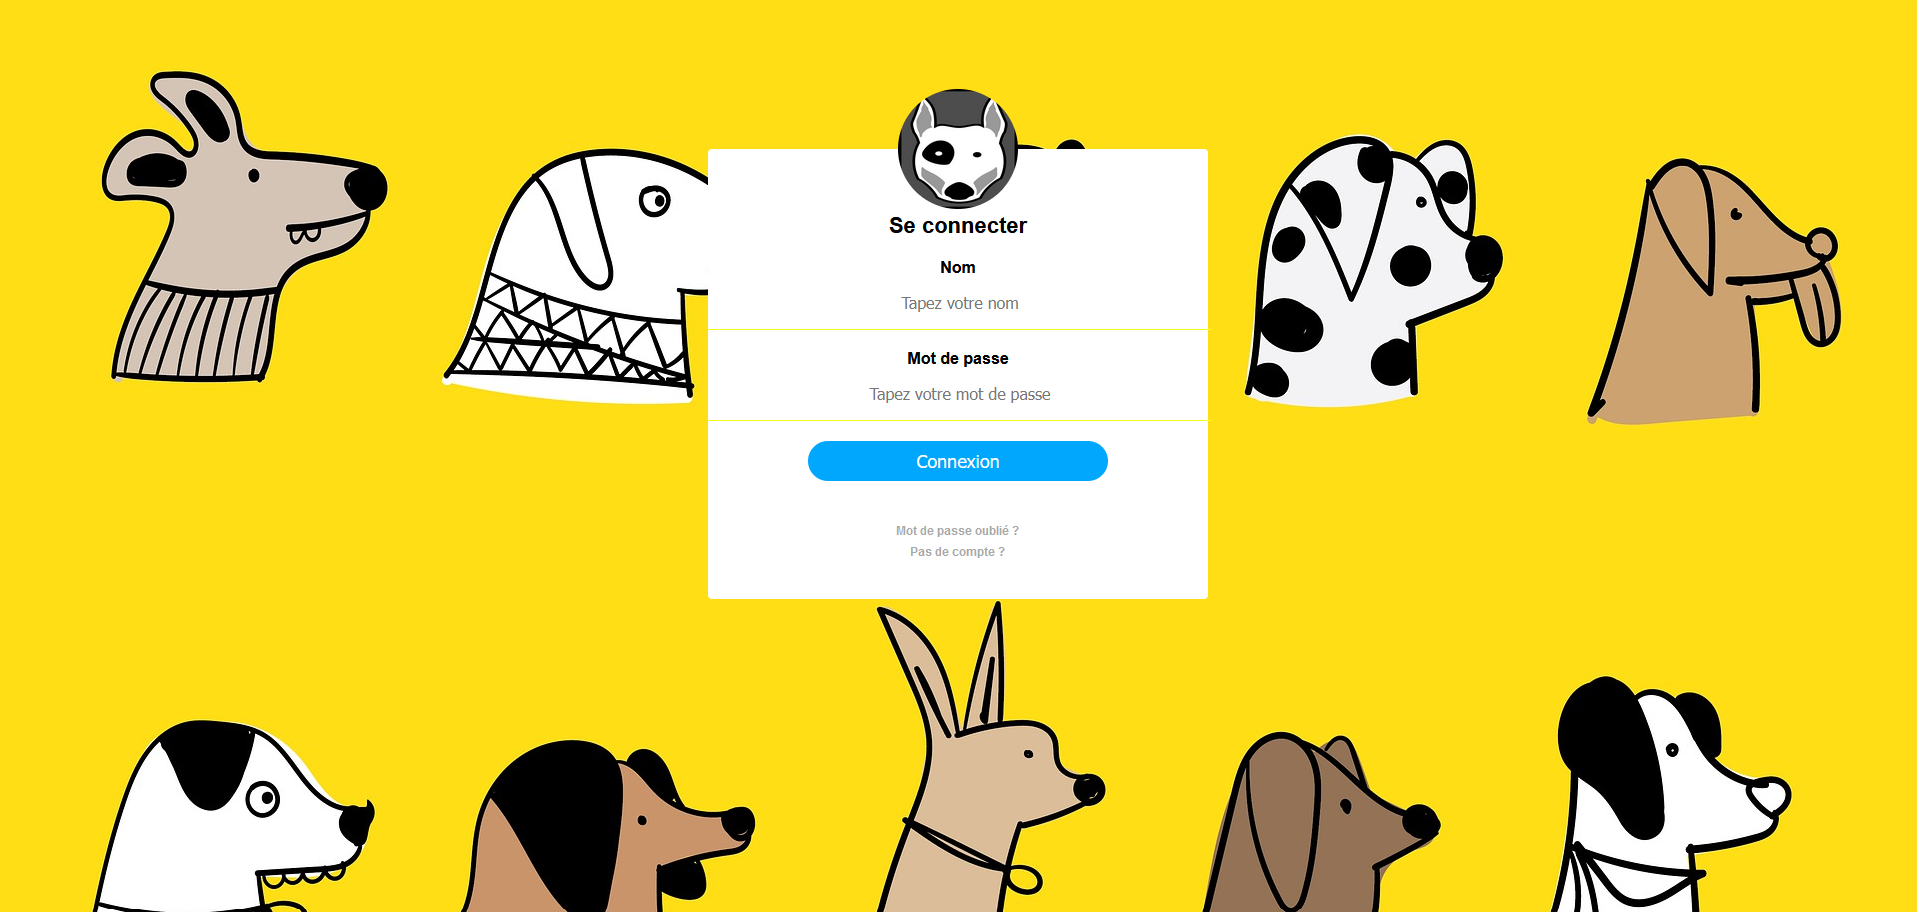 Se connecter
Nom
Tapez votre nom
Mot de passe
Tapez votre mot de passe
Connexion
Mot de passe oublié ?
Pas de compte ?